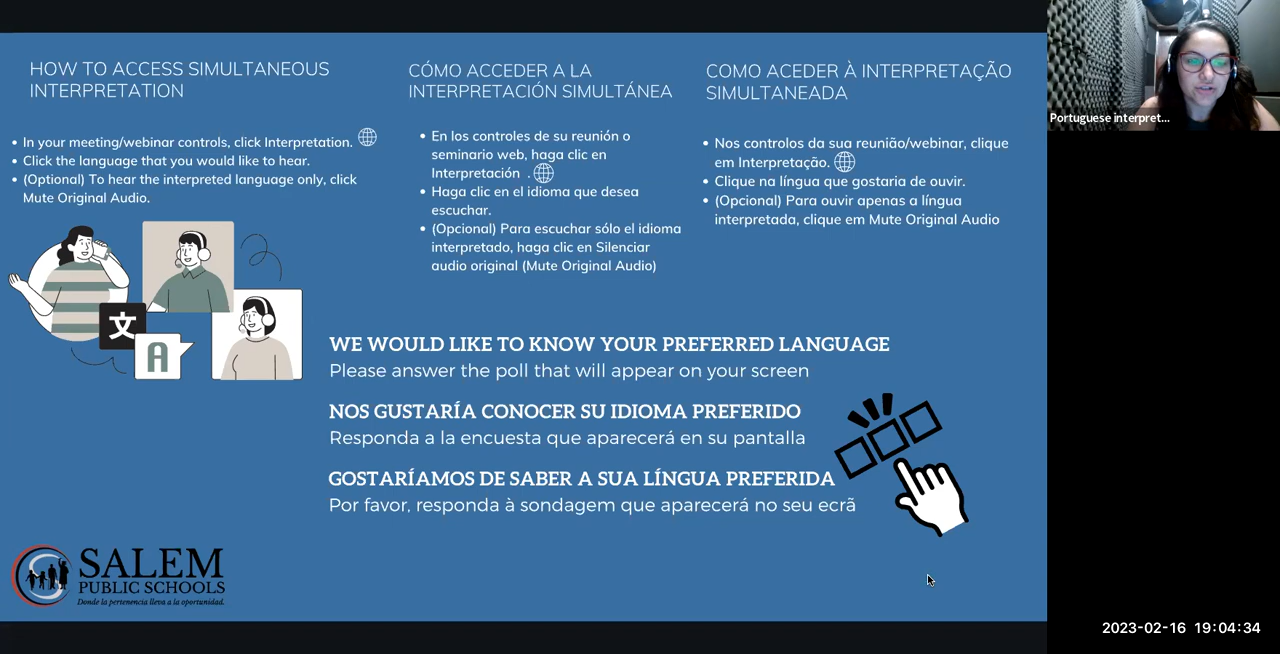 HOW TO ACCESS SIMULTANEOUS
INTERPRETATION
• In your meeting/webinar controls, click Interpretation.
• Click the language that you would like to hear.
• (Optional) To hear the interpreted language only, click
Mute Original Audio.
CÓMO ACCEDER A LA
INTERPRETACIÓN SIMULTÁNEA
• En los controles de su reunión o
seminario web, haga clic en
Interpretación .
• Haga clic en el idioma que desea
escuchar.
• (Opcional) Para escuchar sólo el idioma
interpretado, haga clic en Silenciar
audio original (Mute Original Audio)
COMO ACEDER À INTERPRETAÇÃO
SIMULTANEADA
• Nos controlos da sua reunião/webinar, clique
em Interpretação.
• Clique na língua que gostaria de ouvir.
• (Opcional) Para ouvir apenas a língua
interpretada, clique em Mute Original Audio
Portuguese interpret...
文
A
WE WOULD LIKE TO KNOW YOUR PREFERRED LANGUAGE
Please answer the poll that will appear on your screen
NOS GUSTARÍA CONOCER SU IDIOMA PREFERIDO
Responda a la encuesta que aparecerá en su pantalla
GOSTARÍAMOS DE SABER A SUA LÍNGUA PREFERIDA
Por favor, responda à sondagem que aparecerá no seu ecrã
SALEM
PUBLIC SCHOOLS
Donde la pertenencia lleva a la oportunidad.
2023-02-16 19:04:34